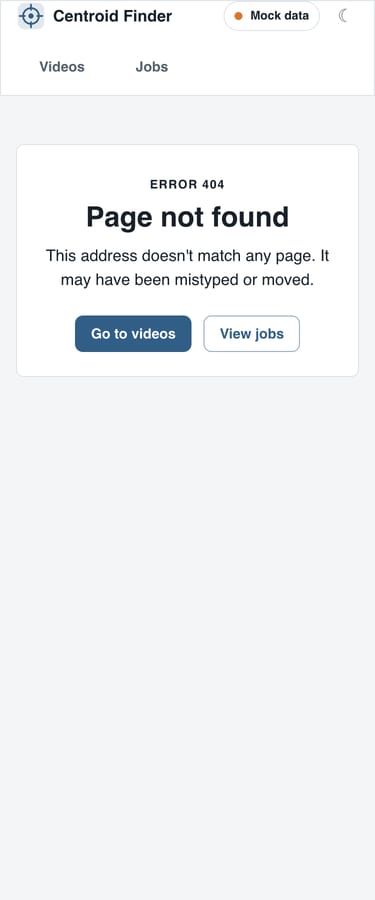 Centroid Finder
Mock data
Videos
Jobs
ERROR 404
Page not found
This address doesn't match any page. It
may have been mistyped or moved.
Go to videos
View jobs